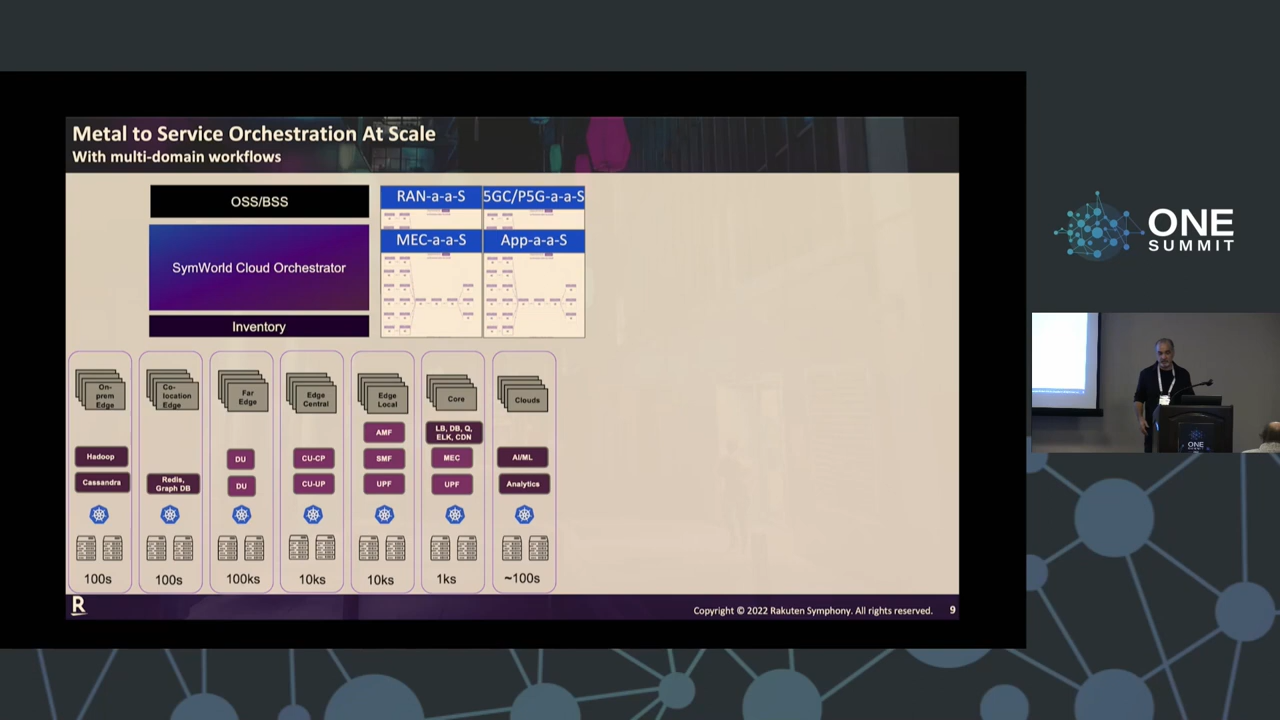 Metal to Service Orchestration At Scale
With multi-domain workflows
OSS/BSS
SymWorld Cloud Orchestrator
Inventory
RAN-a-a-S
5GC/P5G-a-a-S
MEC-a-a-S
App-a-a-S
On-
prem
Edge
Hadoop
Cassandra
100s
Co-
location
Edge
Redis,
Graph DB
100s
Far
Edge
DU
DU
100ks
Edge
Central
CU-CP
CU-UP
10ks
Edge
Local
AMF
SMF
UPF
10ks
Core
LB, DB, Q,
ELK, CDN
MEC
UPF
1ks
Clouds
AI/ML
Analytics
~100s
R
Copyright © 2022 Rakuten Symphony. All rights reserved.
9
ONE
SUMMIT
ONE